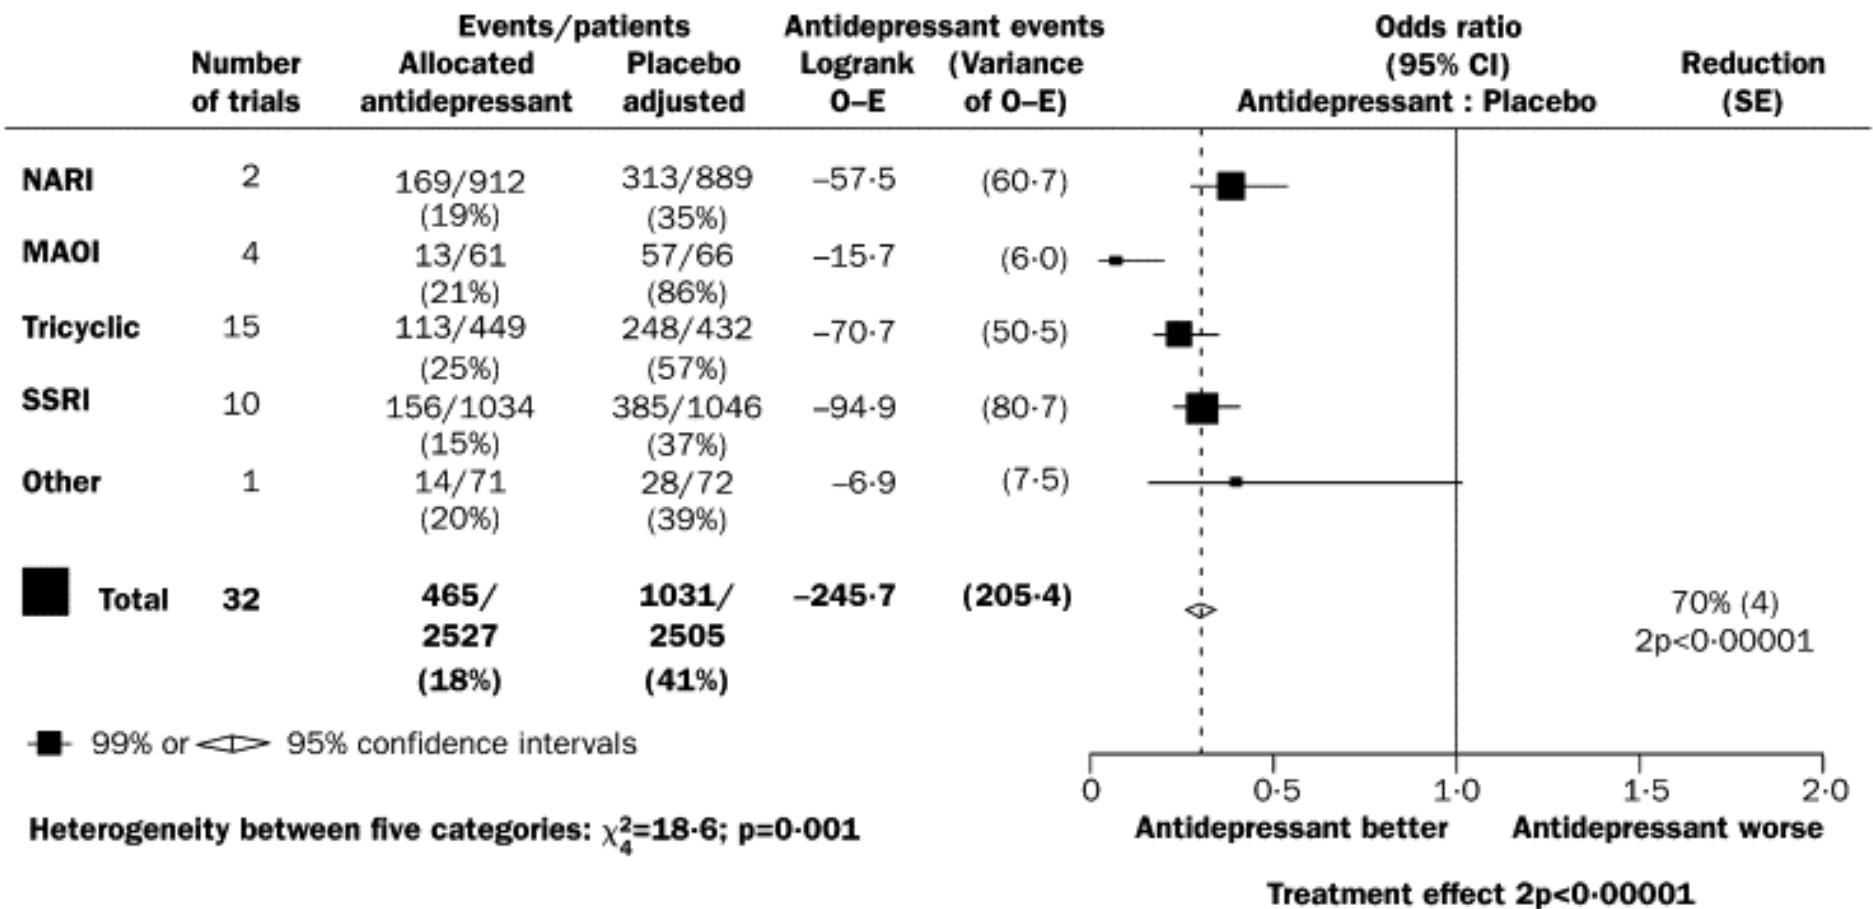 Events/patients Antidepressant events Odds ratio
Number Allocated Placebo Logrank (Variance (95% CI) Reduction
of trials antidepressant adjusted O–E of O–E) Antidepressant : Placebo (SE)
NARI 2 169/912 313/889 –57·5 (60·7)
(19%) (35%)
MAOI 4 13/61 57/66 –15·7 (6·0)
(21%) (86%)
Tricyclic 15 113/449 248/432 –70·7 (50·5)
(25%) (57%)
SSRI 10 156/1034 385/1046 –94·9 (80·7)
(15%) (37%)
Other 1 14/71 28/72 –6·9 (7·5)
(20%) (39%)
Total 32 465/ 1031/ –245·7 (205·4) 70% (4)
2527 2505 2p<0·00001
(18%) (41%)
99% or 95% confidence intervals
0 0·5 1·0 1·5 2·0
Heterogeneity between five categories: χ²₄=18·6; p=0·001 Antidepressant better Antidepressant worse
Treatment effect 2p<0·00001